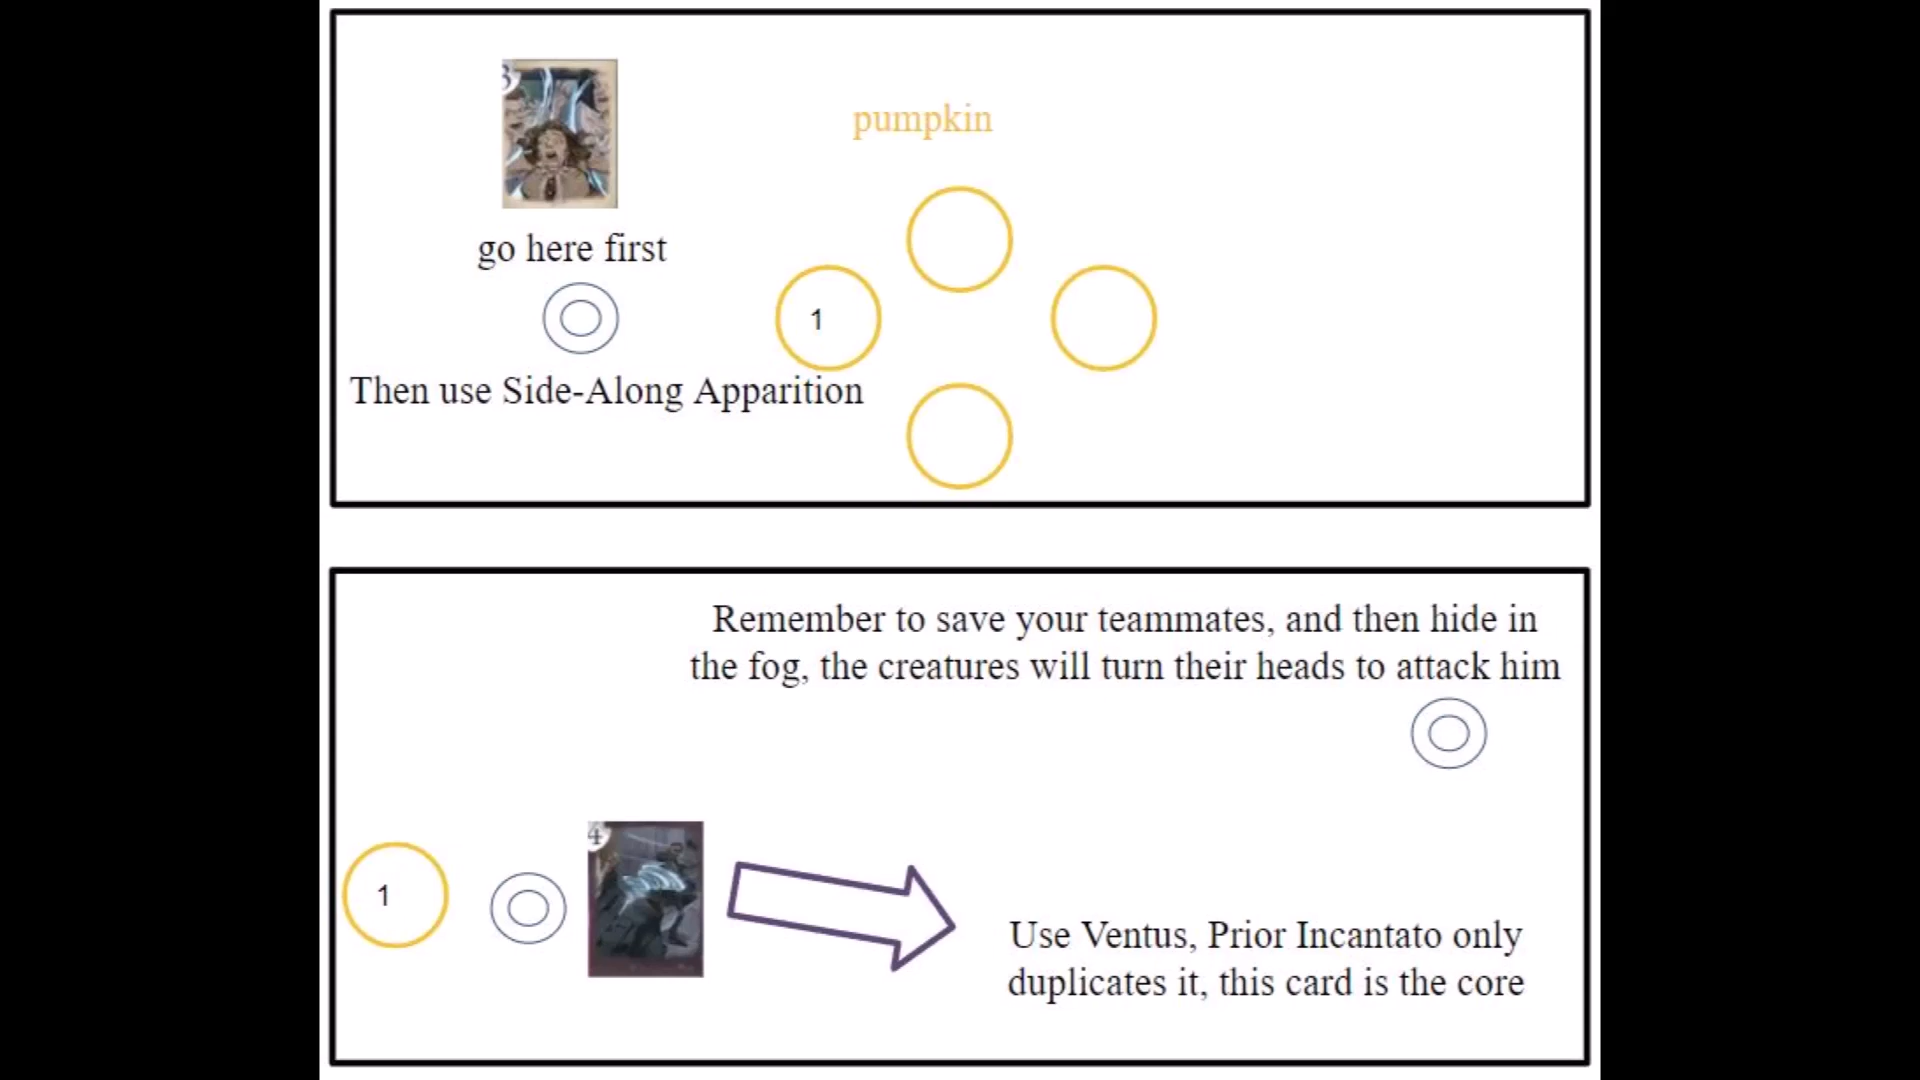 3
pumpkin
go here first
1
Then use Side-Along Apparition
Remember to save your teammates, and then hide in
the fog, the creatures will turn their heads to attack him
4
1
Use Ventus, Prior Incantato only
duplicates it, this card is the core